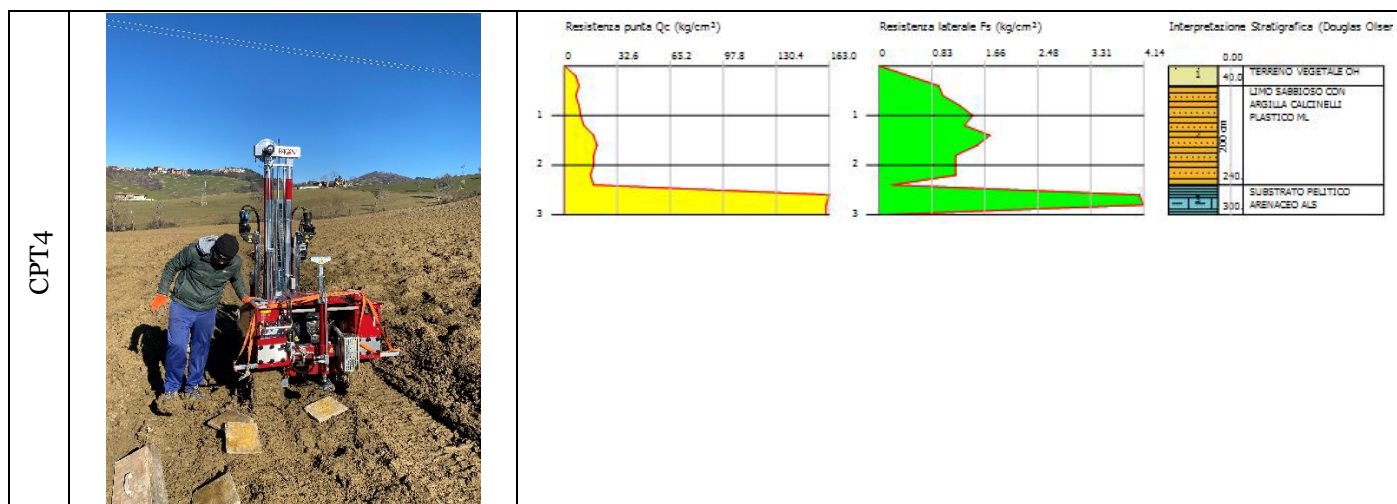 CPT4
PAGANI
Resistenza punta Qc (kg/cm²)
0 32.6 65.2 97.8 130.4 163.0
1
2
3
Resistenza laterale Fs (kg/cm²)
0 0.83 1.66 2.48 3.31 4.14
1
2
3
Interpretazione Stratigrafica (Douglas Olsen
0.00
1
40.0
TERRENO VEGETALE OH
LIMO SABBIOSO CON
ARGILLA CALCINELLI
PLASTICO ML
2
200 cm
240.
SUBSTRATO PELITICO
ARENACEO ALS
300.